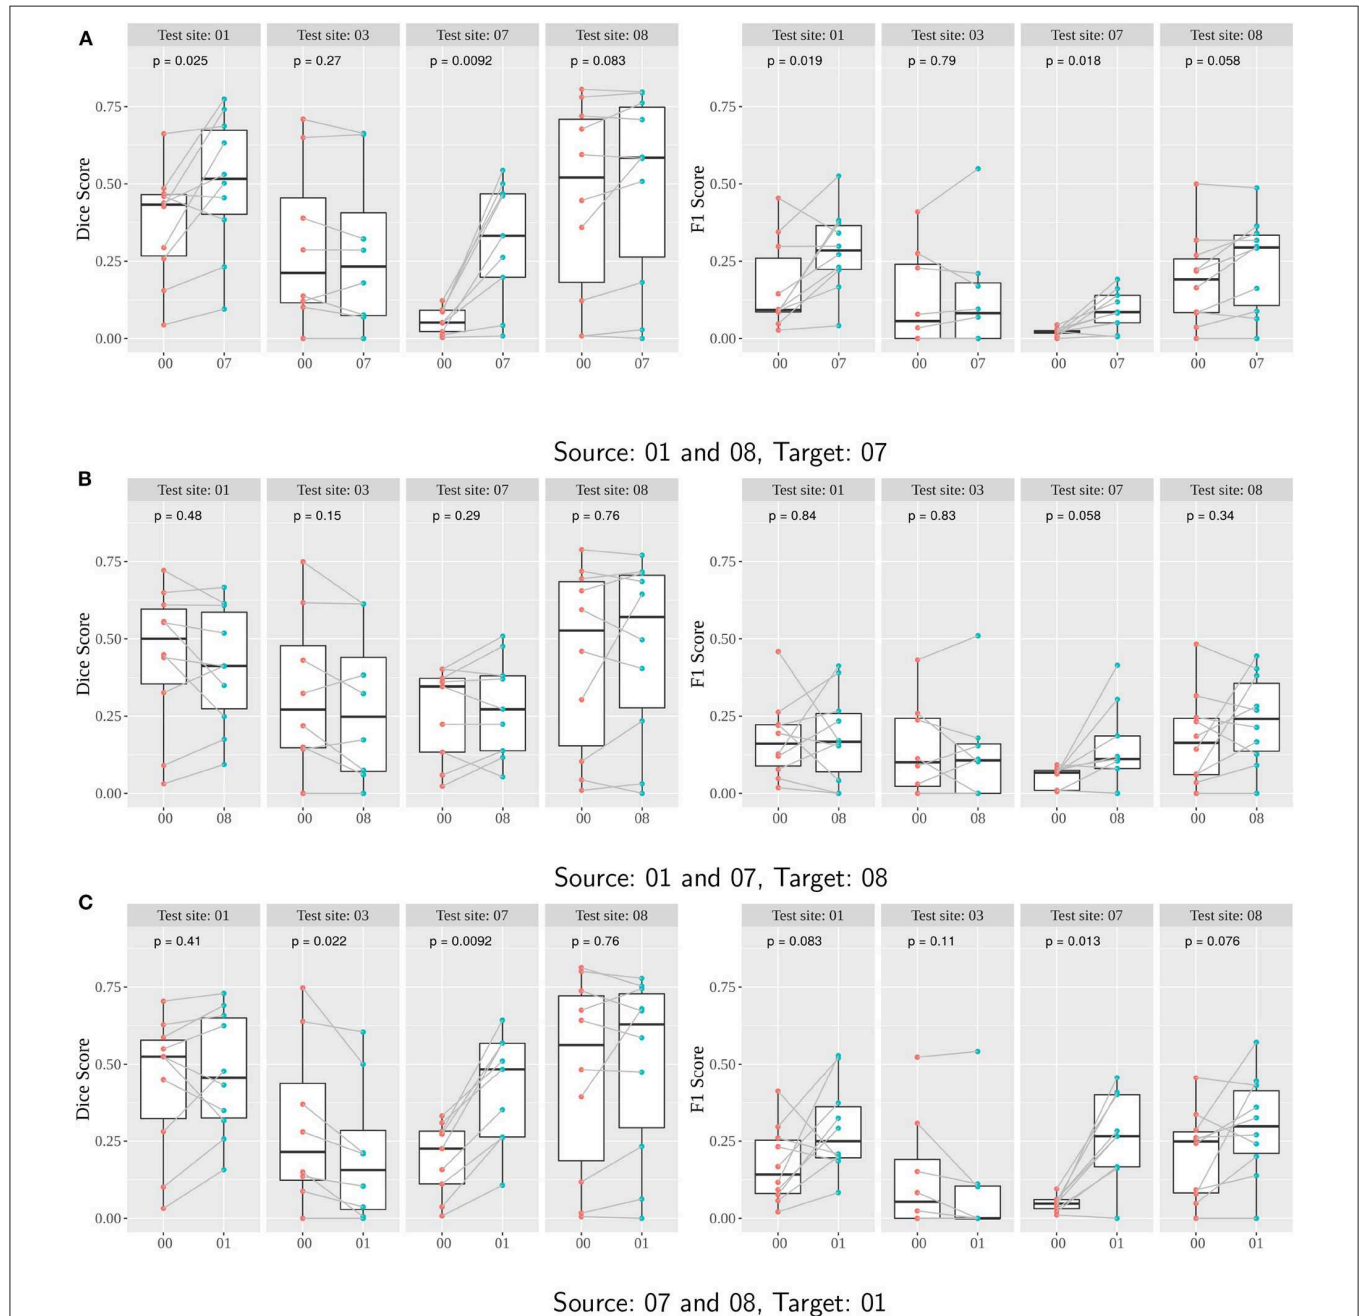 A
Test site: 01 Test site: 03 Test site: 07 Test site: 08 Test site: 01 Test site: 03 Test site: 07 Test site: 08
p = 0.025 p = 0.27 p = 0.0092 p = 0.083 p = 0.019 p = 0.79 p = 0.018 p = 0.058
Dice Score
0.75
0.50
0.25
0.00
F1 Score
0.75
0.50
0.25
0.00
00 07 00 07 00 07 00 07 00 07 00 07 00 07 00 07
Source: 01 and 08, Target: 07
B
Test site: 01 Test site: 03 Test site: 07 Test site: 08 Test site: 01 Test site: 03 Test site: 07 Test site: 08
p = 0.48 p = 0.15 p = 0.29 p = 0.76 p = 0.84 p = 0.83 p = 0.058 p = 0.34
Dice Score
0.75
0.50
0.25
0.00
F1 Score
0.75
0.50
0.25
0.00
00 08 00 08 00 08 00 08 00 08 00 08 00 08 00 08
Source: 01 and 07, Target: 08
C
Test site: 01 Test site: 03 Test site: 07 Test site: 08 Test site: 01 Test site: 03 Test site: 07 Test site: 08
p = 0.41 p = 0.022 p = 0.0092 p = 0.76 p = 0.083 p = 0.11 p = 0.013 p = 0.076
Dice Score
0.75
0.50
0.25
0.00
F1 Score
0.75
0.50
0.25
0.00
00 01 00 01 00 01 00 01 00 01 00 01 00 01 00 01
Source: 07 and 08, Target: 01